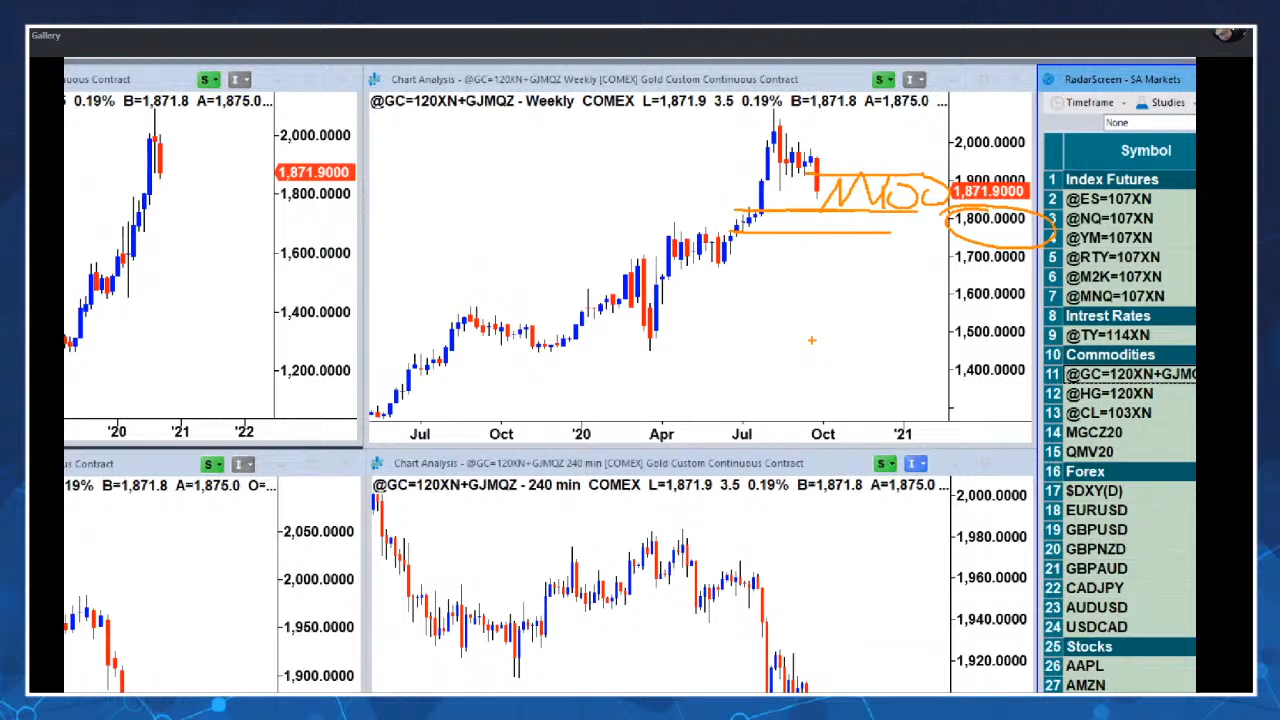 Gallery
uous Contract
S
I
5 0.19% B=1,871.8 A=1,875.0...
2,000.0000
1,871.9000
1,800.0000
1,600.0000
1,400.0000
1,200.0000
'20 '21 '22
Chart Analysis - @GC=120XN+GJMQZ Weekly [COMEX] Gold Custom Continuous Contract
S
I
@GC=120XN+GJMQZ - Weekly COMEX L=1,871.9 3.5 0.19% B=1,871.8 A=1,875.0 ...
2,000.0000
1,900.0000
1,871.9000
1,800.0000
1,700.0000
1,600.0000
1,500.0000
1,400.0000
Jul Oct '20 Apr Jul Oct '21
uous Contract
S
I
19% B=1,871.8 A=1,875.0 O=...
2,050.0000
2,000.0000
1,950.0000
1,900.0000
Chart Analysis - @GC=120XN+GJMQZ 240 min [COMEX] Gold Custom Continuous Contract
S
I
@GC=120XN+GJMQZ - 240 min COMEX L=1,871.9 3.5 0.19% B=1,871.8 A=1,875.0 ...
2,000.0000
1,980.0000
1,960.0000
1,940.0000
1,920.0000
RadarScreen - SA Markets
Timeframe Studies
None
Symbol
1 Index Futures
2 @ES=107XN
3 @NQ=107XN
4 @YM=107XN
5 @RTY=107XN
6 @M2K=107XN
7 @MNQ=107XN
8 Intrest Rates
9 @TY=114XN
10 Commodities
11 @GC=120XN+GJMQ
12 @HG=120XN
13 @CL=103XN
14 MGCZ20
15 QMV20
16 Forex
17 $DXY(D)
18 EURUSD
19 GBPUSD
20 GBPNZD
21 GBPAUD
22 CADJPY
23 AUDUSD
24 USDCAD
25 Stocks
26 AAPL
27 AMZN